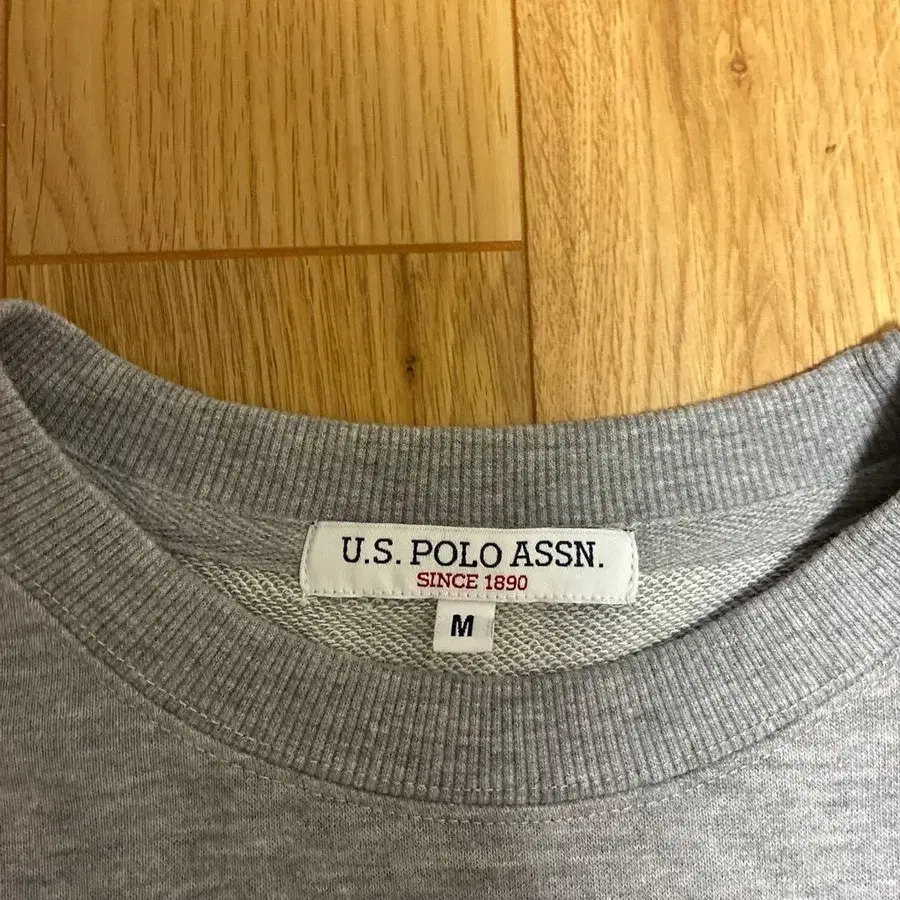 U.S. POLO ASSN.
SINCE 1890
M